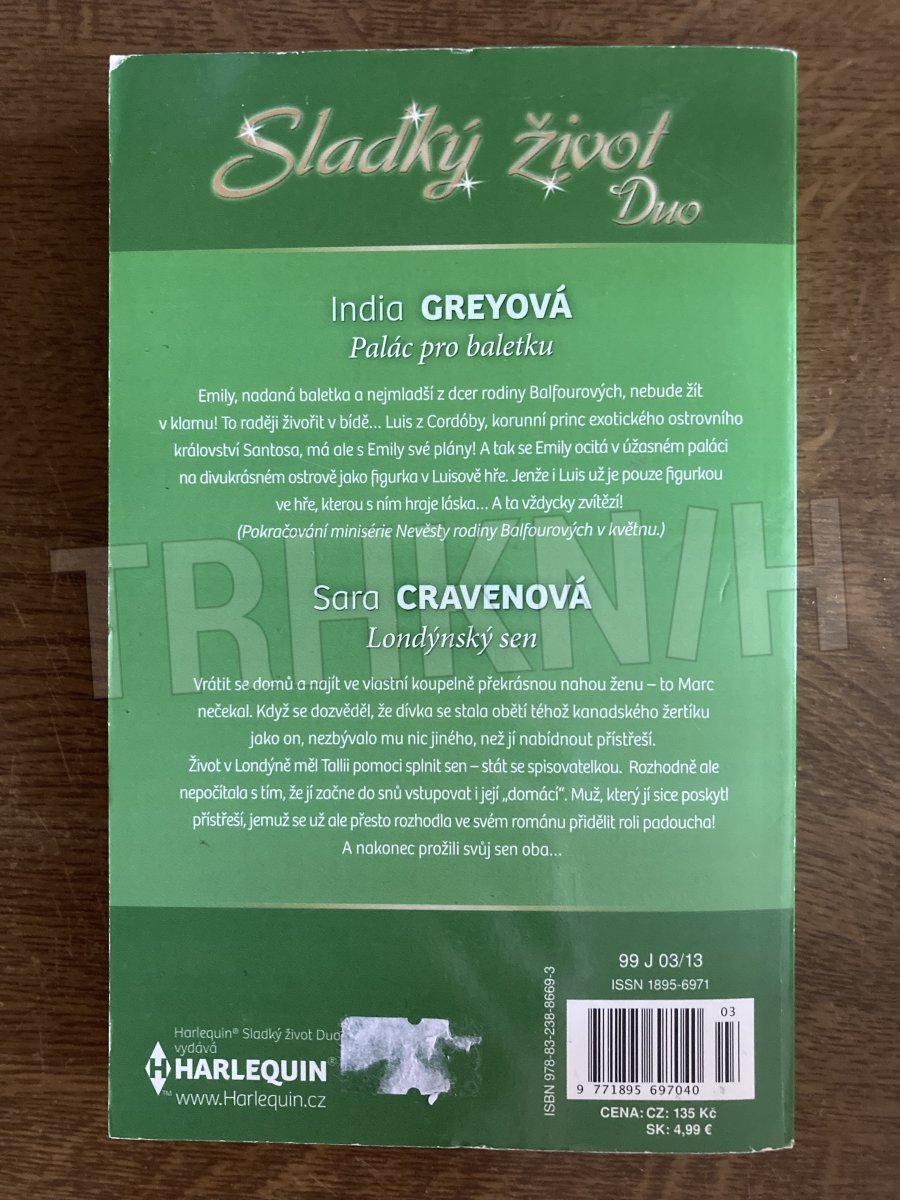 Sladký život
Duo
India GREYOVÁ
Palác pro baletku
Emily, nadaná baletka a nejmladší z dcer rodiny Balfourových, nebude žít
v klamu! To raději živořit v bídě... Luis z Cordóby, korunní princ exotického ostrovního
království Santosa, má ale s Emily své plány! A tak se Emily ocitá v úžasném paláci
na divukrásném ostrově jako figurka v Luisově hře. Jenže i Luis už je pouze figurkou
ve hře, kterou s ním hraje láska... A ta vždycky zvítězí!
(Pokračování minisérie Nevěsty rodiny Balfourových v květnu.)
TRHKNIH
Sara CRAVENOVÁ
Londýnský sen
Vrátit se domů a najít ve vlastní koupelně překrásnou nahou ženu – to Marc
nečekal. Když se dozvěděl, že dívka se stala obětí téhož kanadského žertíku
jako on, nezbývalo mu nic jiného, než jí nabídnout přístřeší.
Život v Londýně měl Tallii pomoci splnit sen – stát se spisovatelkou. Rozhodně ale
nepočítala s tím, že jí začne do snů vstupovat i její „domácí“. Muž, který jí sice poskytl
přístřeší, jemuž se už ale přesto rozhodla ve svém románu přidělit roli padoucha!
A nakonec prožili svůj sen oba...
99 J 03/13
ISSN 1895-6971
03
ISBN 978-83-238-8669-3
9 771895 697040
CENA: CZ: 135 Kč
SK: 4,99 €
Harlequin® Sladký život Duo
vydává
H HARLEQUIN®
™ www.Harlequin.cz